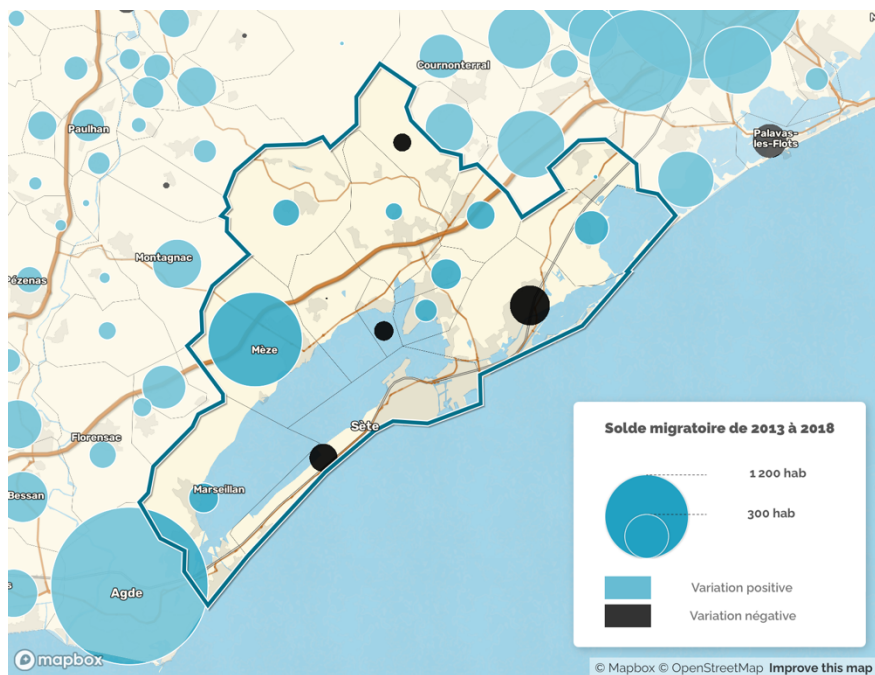 Cournonterral
Paulhan
Palavas-
les-Flots
Montagnac
Pézenas
Mèze
Florensac
Sète
Marseillan
Bessan
Agde
Solde migratoire de 2013 à 2018
1 200 hab
300 hab
Variation positive
Variation négative
mapbox
© Mapbox © OpenStreetMap Improve this map